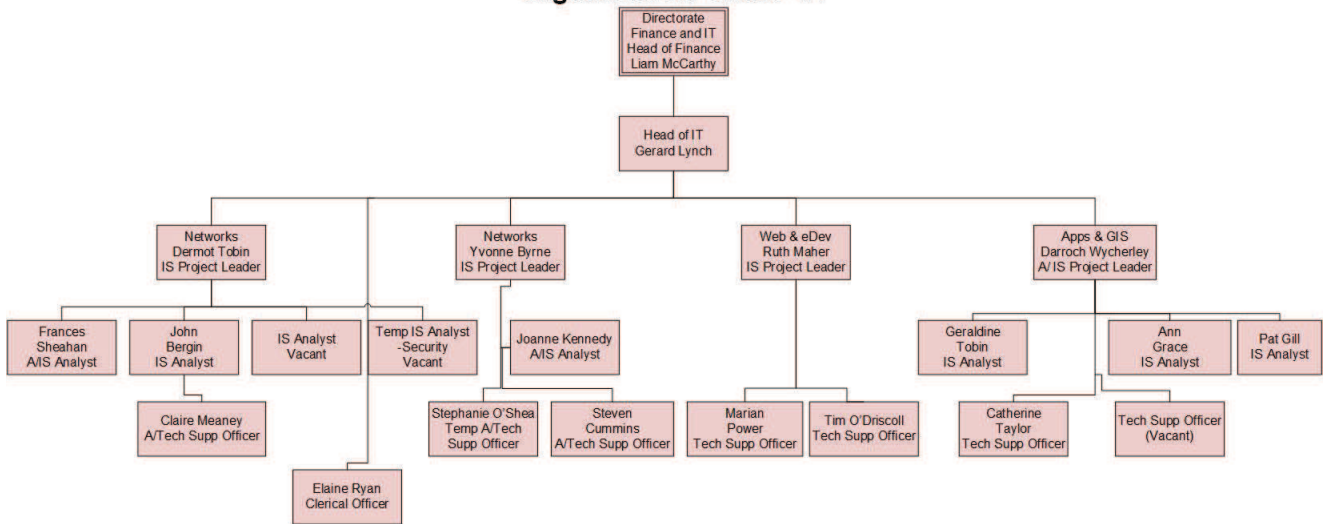 Directorate
Finance and IT
Head of Finance
Liam McCarthy
Head of IT
Gerard Lynch
Networks
Dermot Tobin
IS Project Leader
Networks
Yvonne Byrne
IS Project Leader
Web & eDev
Ruth Maher
IS Project Leader
Apps & GIS
Darroch Wycherley
A/ IS Project Leader
Frances
Sheahan
A/IS Analyst
John
Bergin
IS Analyst
IS Analyst
Vacant
Temp IS Analyst
-Security
Vacant
Joanne Kennedy
A/IS Analyst
Geraldine
Tobin
IS Analyst
Ann
Grace
IS Analyst
Pat Gill
IS Analyst
Claire Meaney
A/Tech Supp Officer
Stephanie O'Shea
Temp A/Tech
Supp Officer
Steven
Cummins
A/Tech Supp Officer
Marian
Power
Tech Supp Officer
Tim O'Driscoll
Tech Supp Officer
Catherine
Taylor
Tech Supp Officer
Tech Supp Officer
(Vacant)
Elaine Ryan
Clerical Officer